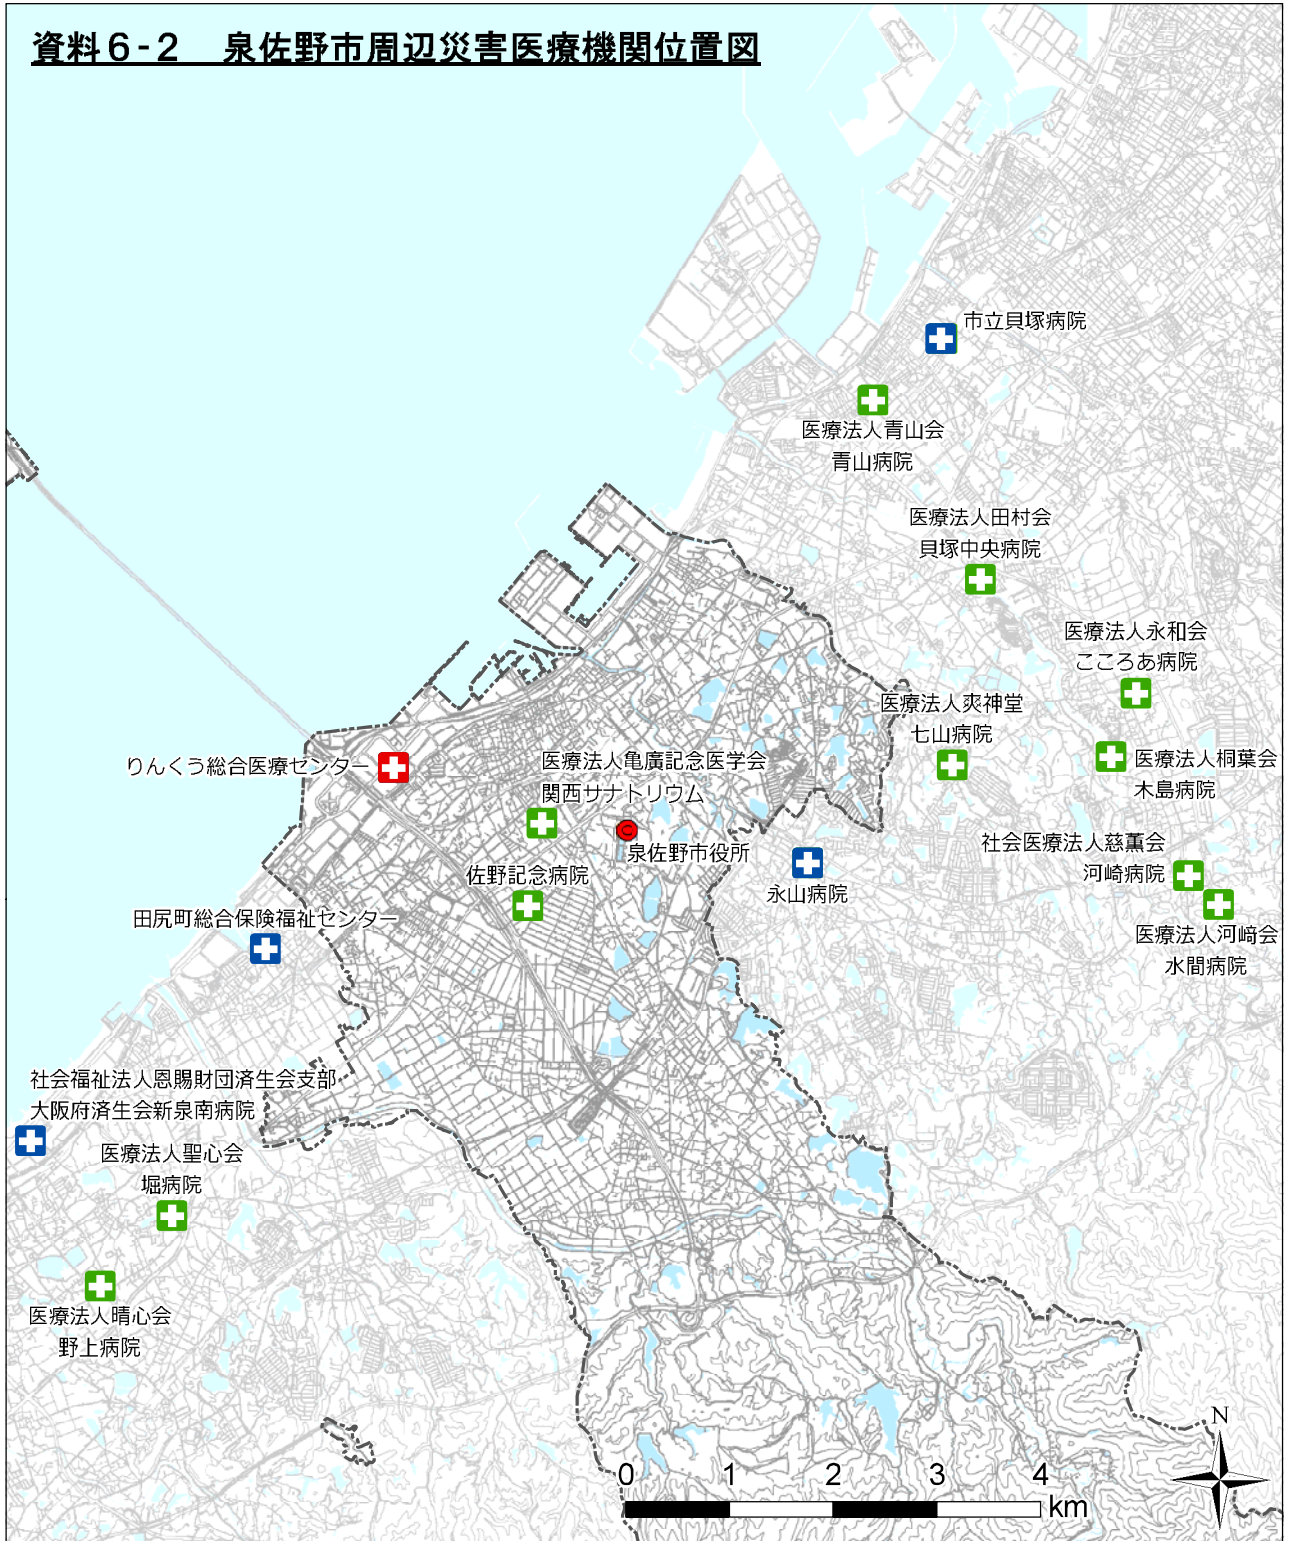 資料6-2　泉佐野市周辺災害医療機関位置図
市立貝塚病院
医療法人青山会
青山病院
医療法人田村会
貝塚中央病院
医療法人永和会
こころあ病院
医療法人爽神堂
七山病院
医療法人桐葉会
木島病院
りんくう総合医療センター
医療法人亀廣記念医学会
関西サナトリウム
泉佐野市役所
社会医療法人慈薫会
河崎病院
佐野記念病院
永山病院
田尻町総合保険福祉センター
医療法人河﨑会
水間病院
社会福祉法人恩賜財団済生会支部
大阪府済生会新泉南病院
医療法人聖心会
堀病院
医療法人晴心会
野上病院
N
0 1 2 3 4
km